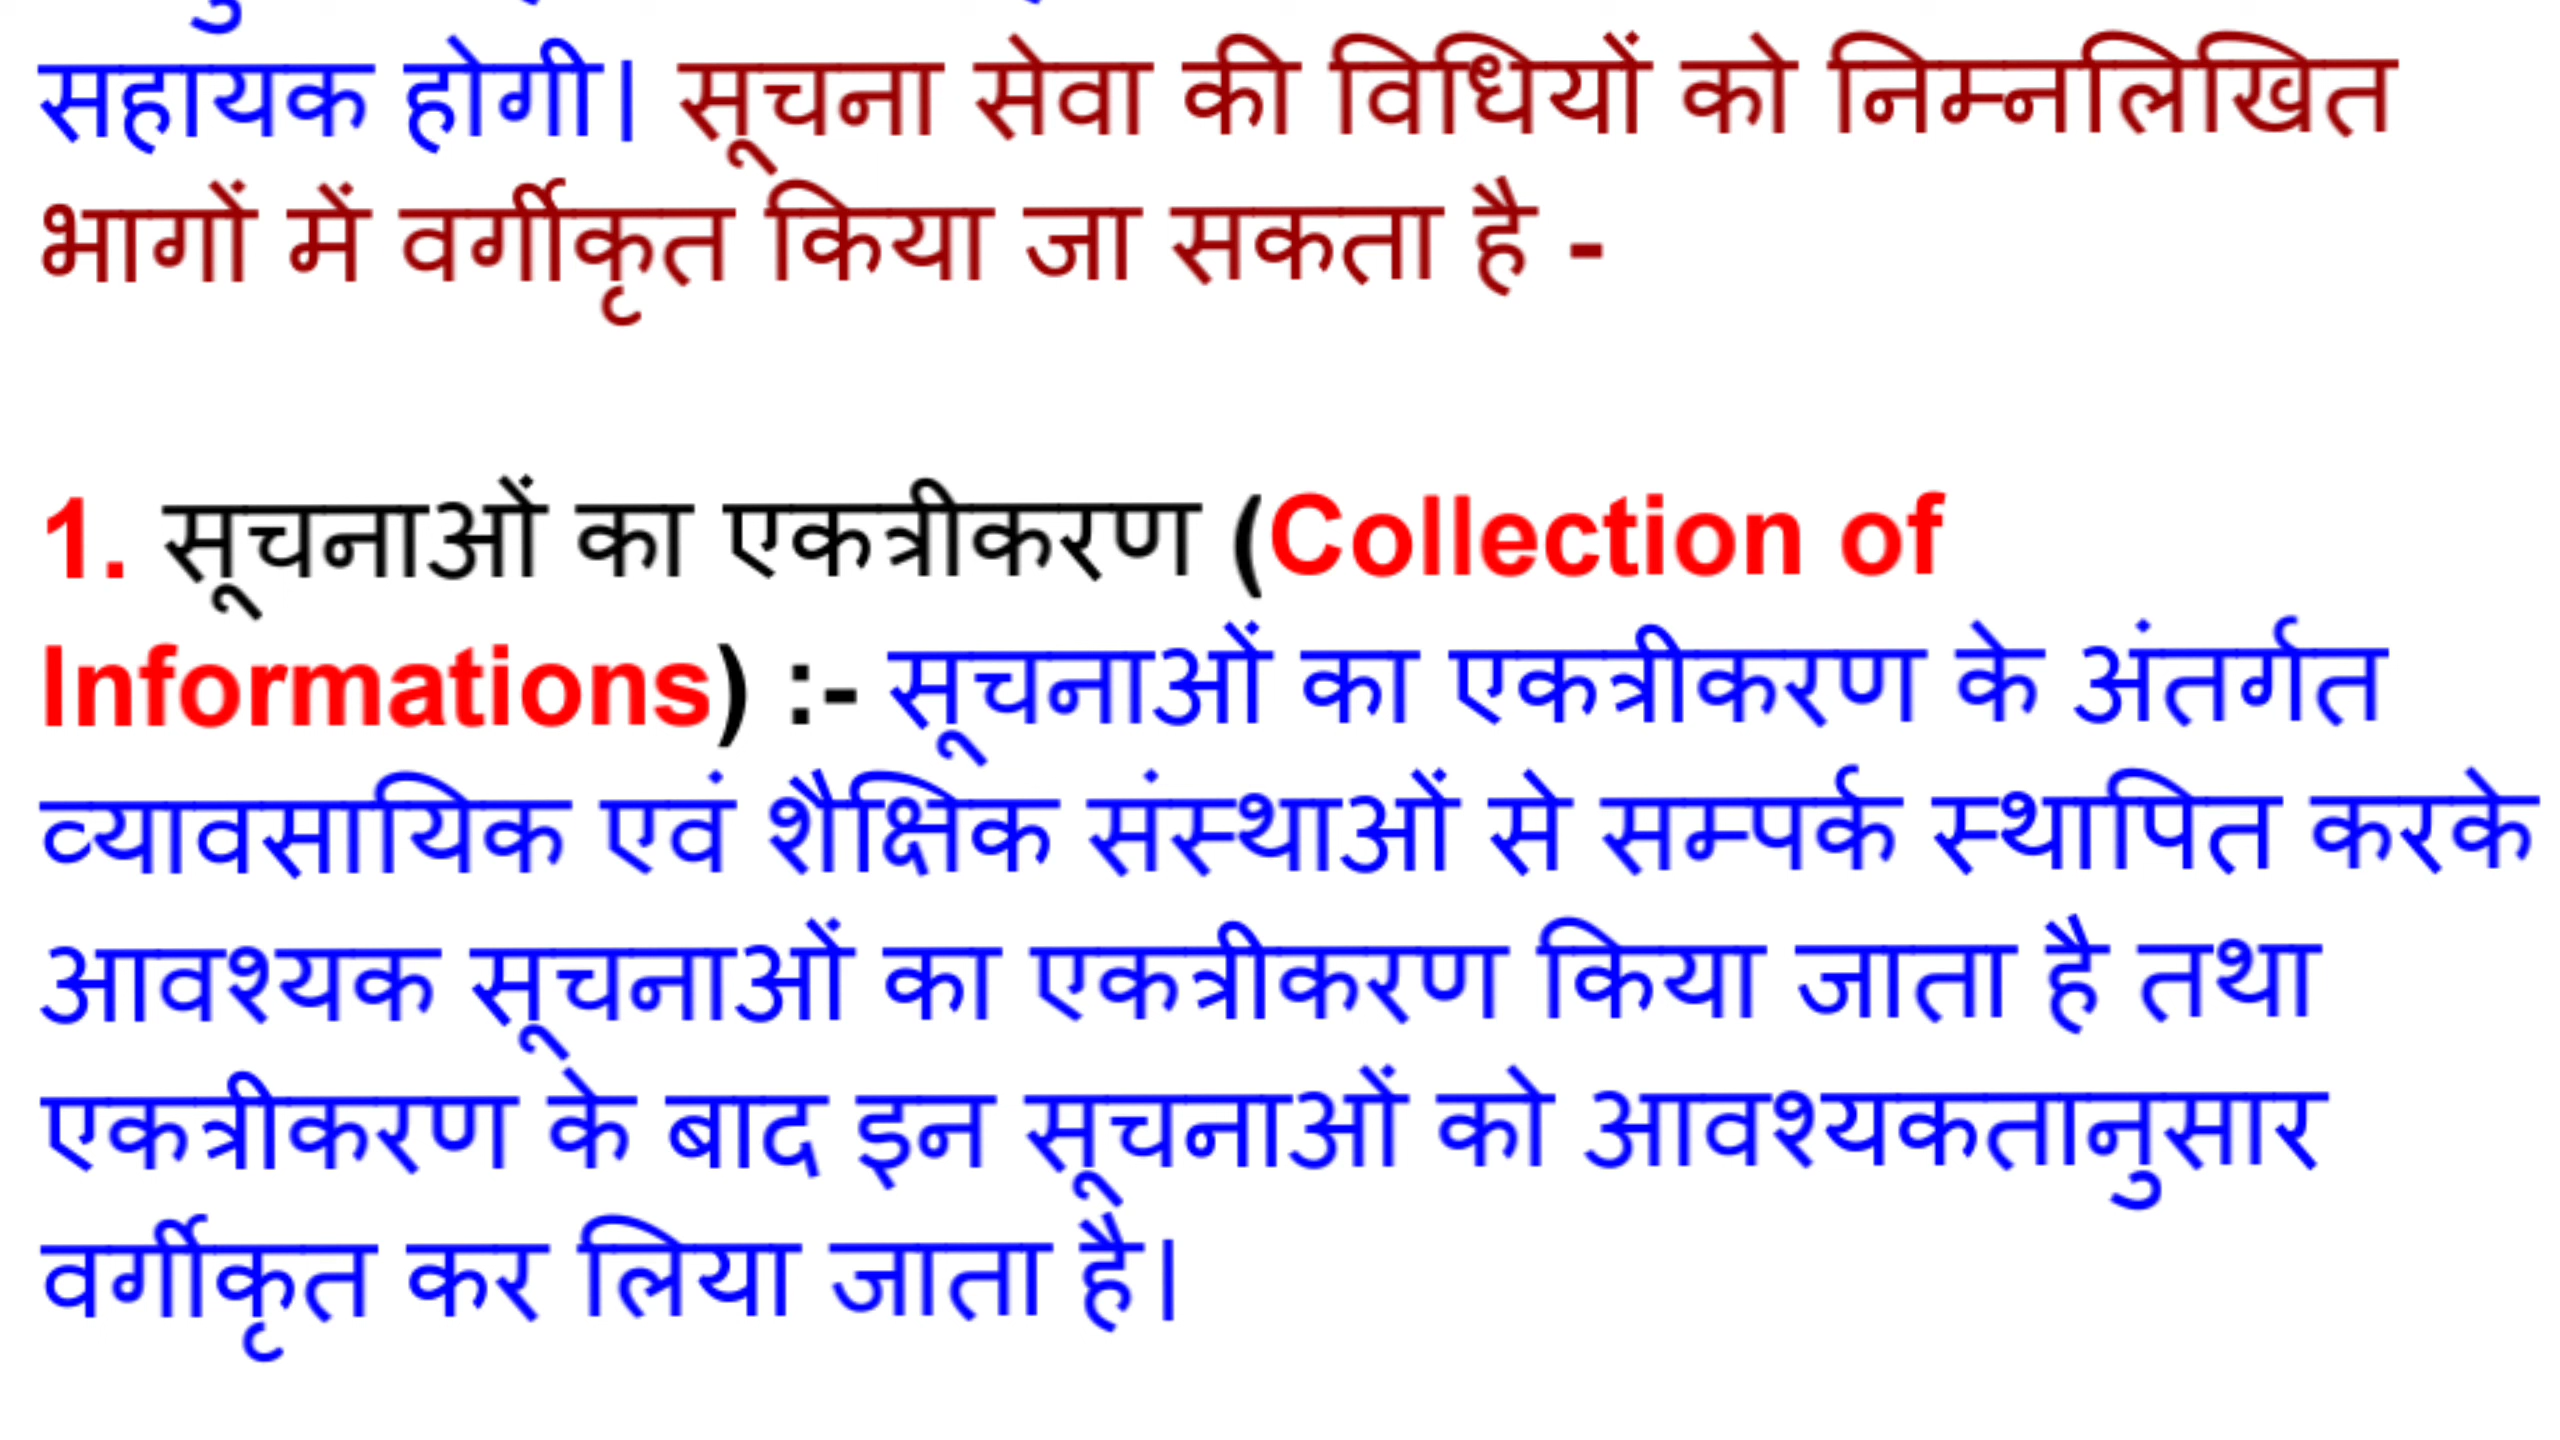 सहायक होगी। सूचना सेवा की विधियों को निम्नलिखित
भागों में वर्गीकृत किया जा सकता है -
1. सूचनाओं का एकत्रीकरण (Collection of
Informations) :- सूचनाओं का एकत्रीकरण के अंतर्गत
व्यावसायिक एवं शैक्षिक संस्थाओं से सम्पर्क स्थापित करके
आवश्यक सूचनाओं का एकत्रीकरण किया जाता है तथा
एकत्रीकरण के बाद इन सूचनाओं को आवश्यकतानुसार
वर्गीकृत कर लिया जाता है।